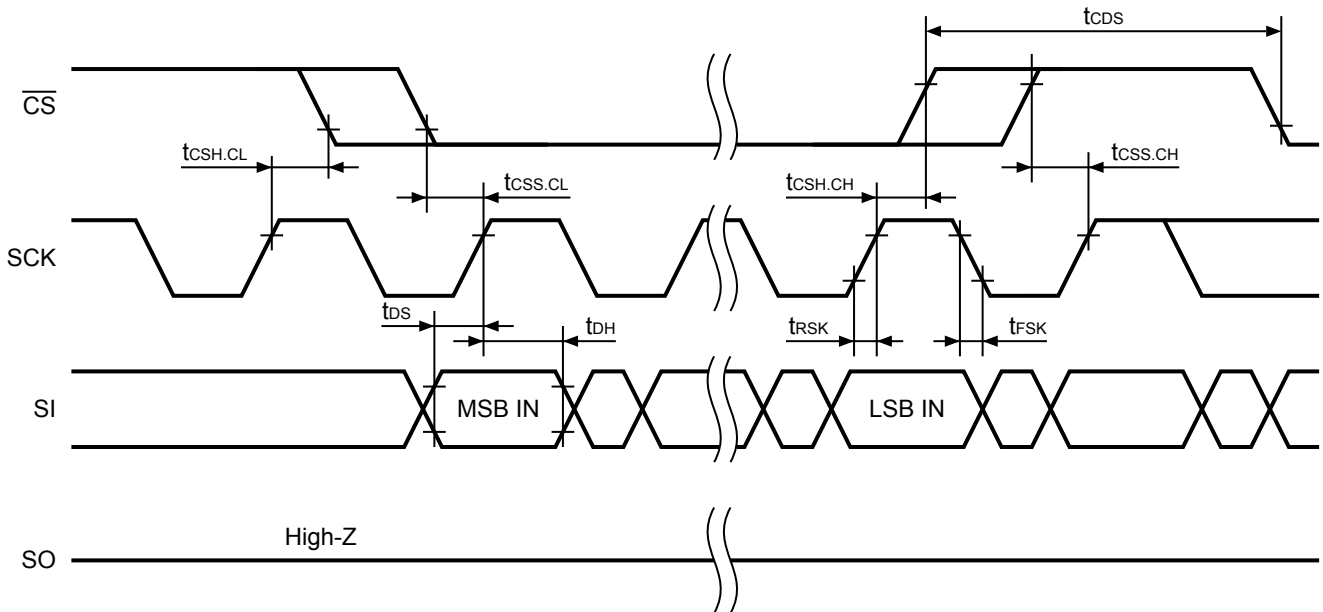 tCDS
CS
tCSH.CL
tCSS.CL
tCSH.CH
tCSS.CH
SCK
tDS
tDH
tRSK
tFSK
SI
MSB IN
LSB IN
High-Z
SO